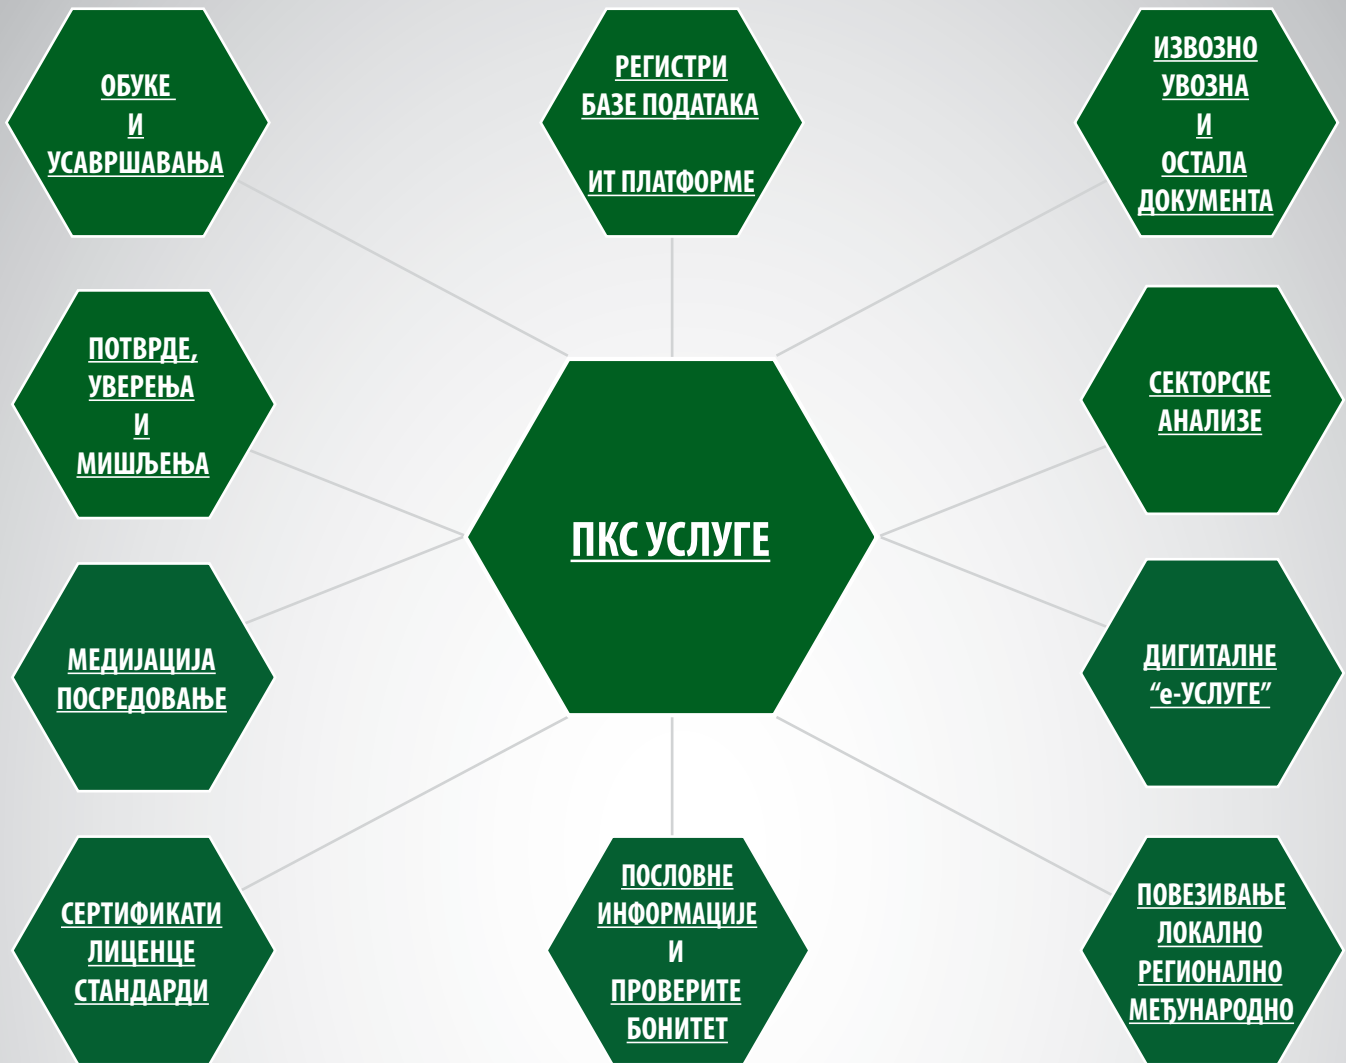 ОБУКЕ
И
УСАВРШАВАЊА
РЕГИСТРИ
БАЗЕ ПОДАТАКА
ИТ ПЛАТФОРМЕ
ИЗВОЗНО
УВОЗНА
И
ОСТАЛА
ДОКУМЕНТА
ПОТВРДЕ,
УВЕРЕЊА
И
МИШЉЕЊА
СЕКТОРСКЕ
АНАЛИЗЕ
ПКС УСЛУГЕ
МЕДИЈАЦИЈА
ПОСРЕДОВАЊЕ
ДИГИТАЛНЕ
“е-УСЛУГЕ”
СЕРТИФИКАТИ
ЛИЦЕНЦЕ
СТАНДАРДИ
ПОСЛОВНЕ
ИНФОРМАЦИЈЕ
И
ПРОВЕРИТЕ
БОНИТЕТ
ПОВЕЗИВАЊЕ
ЛОКАЛНО
РЕГИОНАЛНО
МЕЂУНАРОДНО